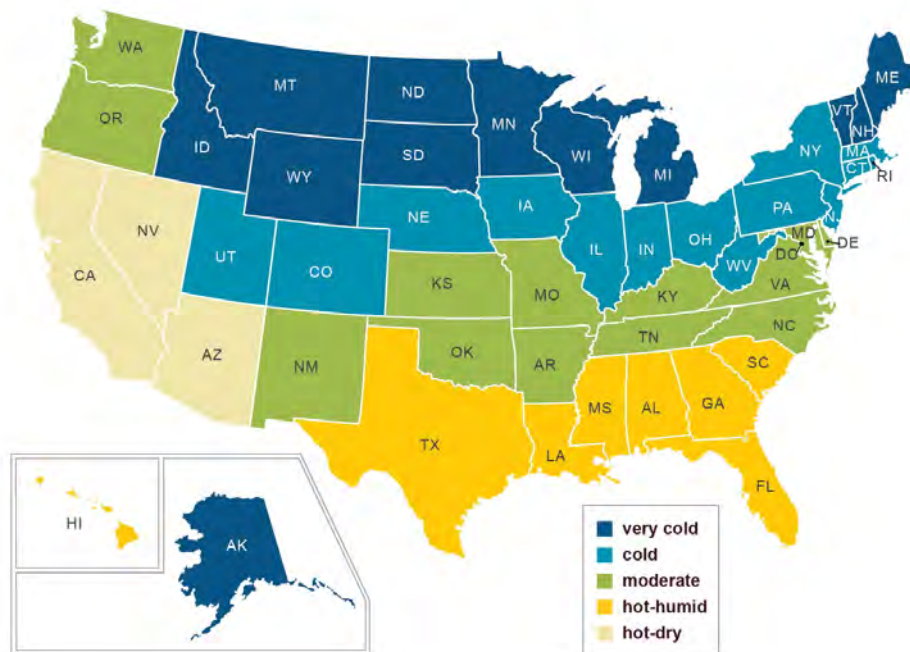 WA
MT
ND
MN
ME
VT
NH
OR
ID
SD
WI
MI
NY
MA
CT
RI
WY
NV
NE
IA
PA
N
CA
UT
CO
IL
IN
OH
WV
MD
DE
DC
KS
MO
KY
VA
AZ
NM
OK
AR
TN
NC
SC
TX
MS
AL
GA
LA
FL
HI
AK
very cold
cold
moderate
hot-humid
hot-dry